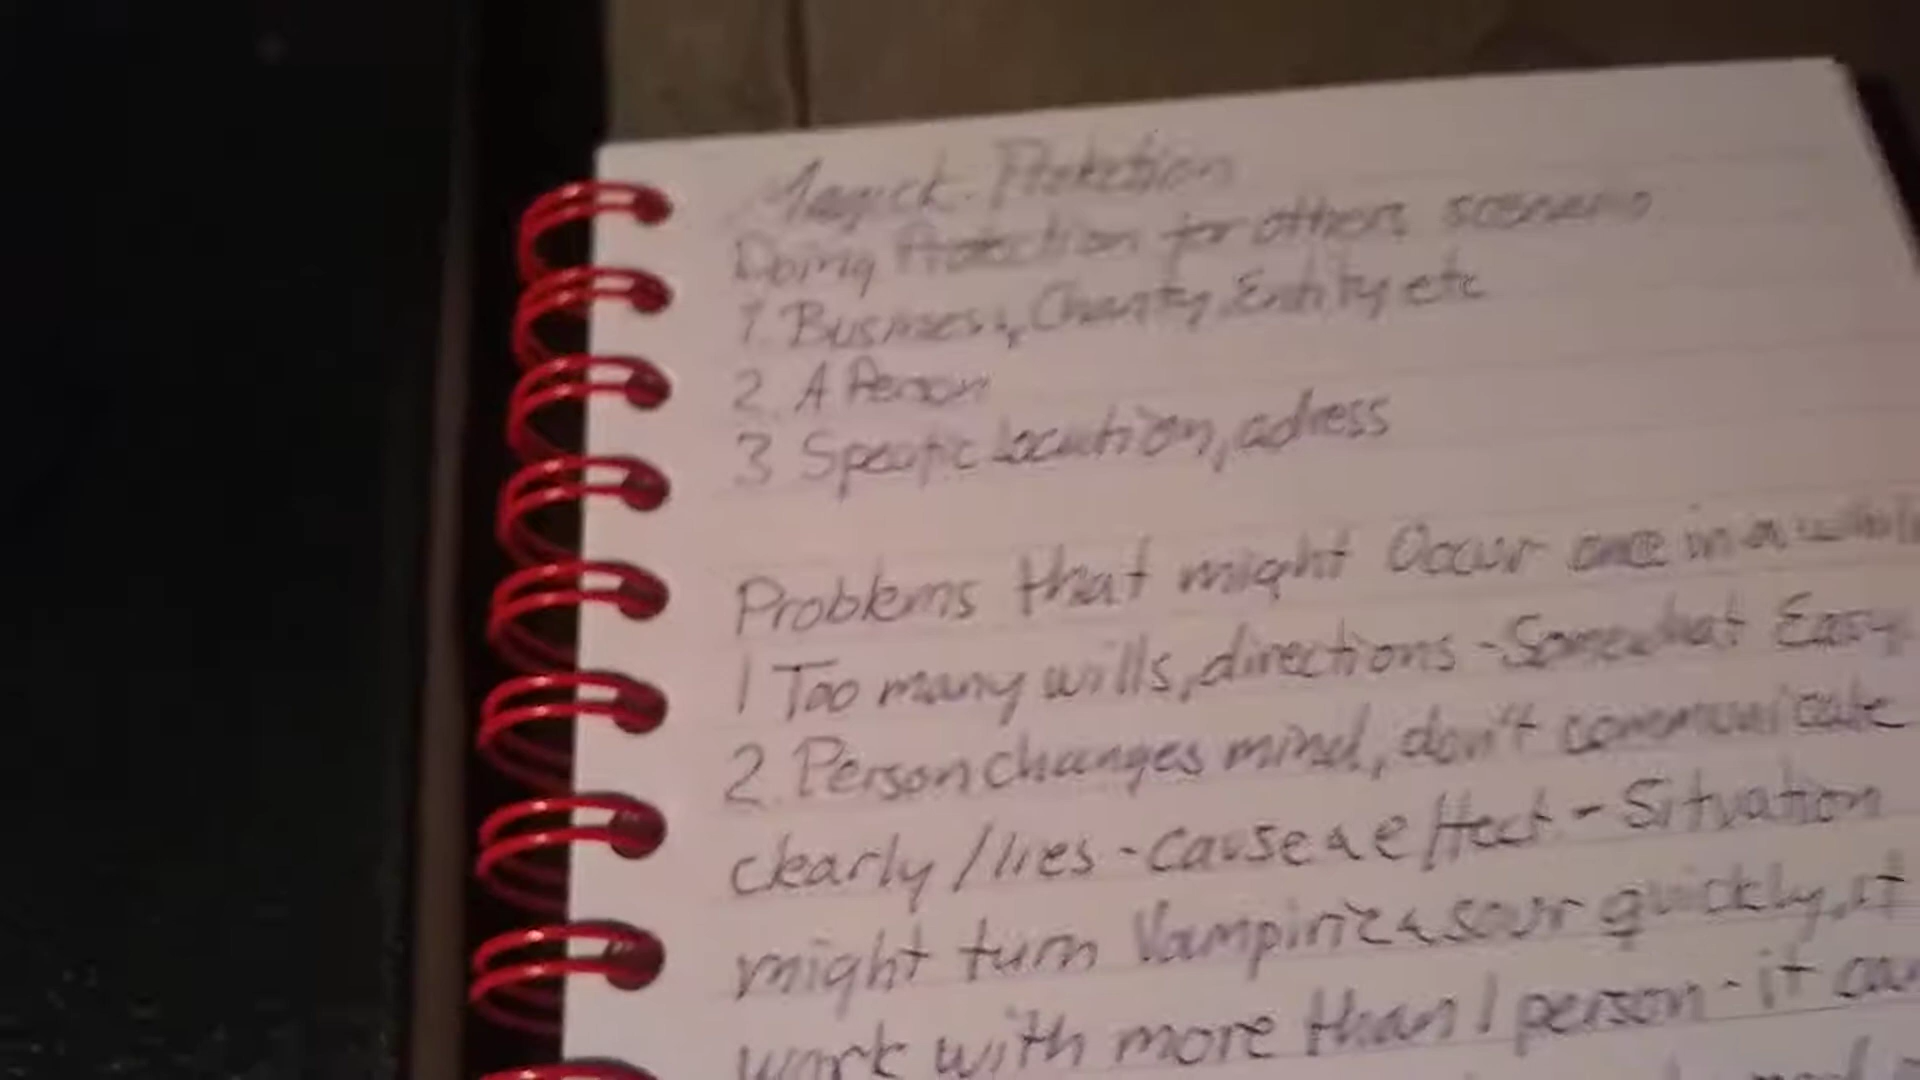 Magick - Protection
Doing Protection for others scenario
1. Business, Charity, Entity etc
2. A Person
3 Specific location, adress
Problems that might Occur once in a while
1 Too many wills, directions - Somewhat Easy
2. Person changes mind, don't communicate
clearly / lies - cause & effect - Situation
might turn Vampiric & sour quickly, it
work with more than 1 person - it can